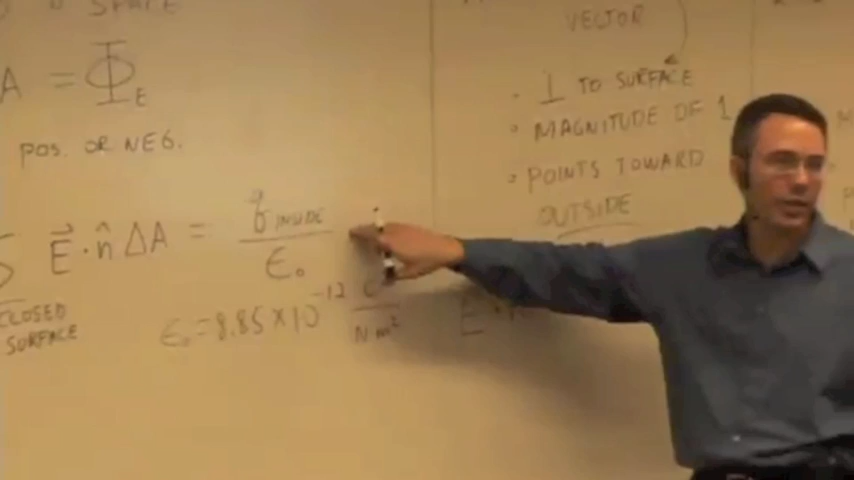 SPACE
A = Φ_E
POS. OR NEG.
Σ E⃗ · n̂ ΔA = q INSIDE / ε₀
CLOSED
SURFACE
ε₀ = 8.85 × 10⁻¹² C / N m²
E ·
VECTOR
· ⊥ TO SURFACE
· MAGNITUDE OF 1
· POINTS TOWARD
OUTSIDE